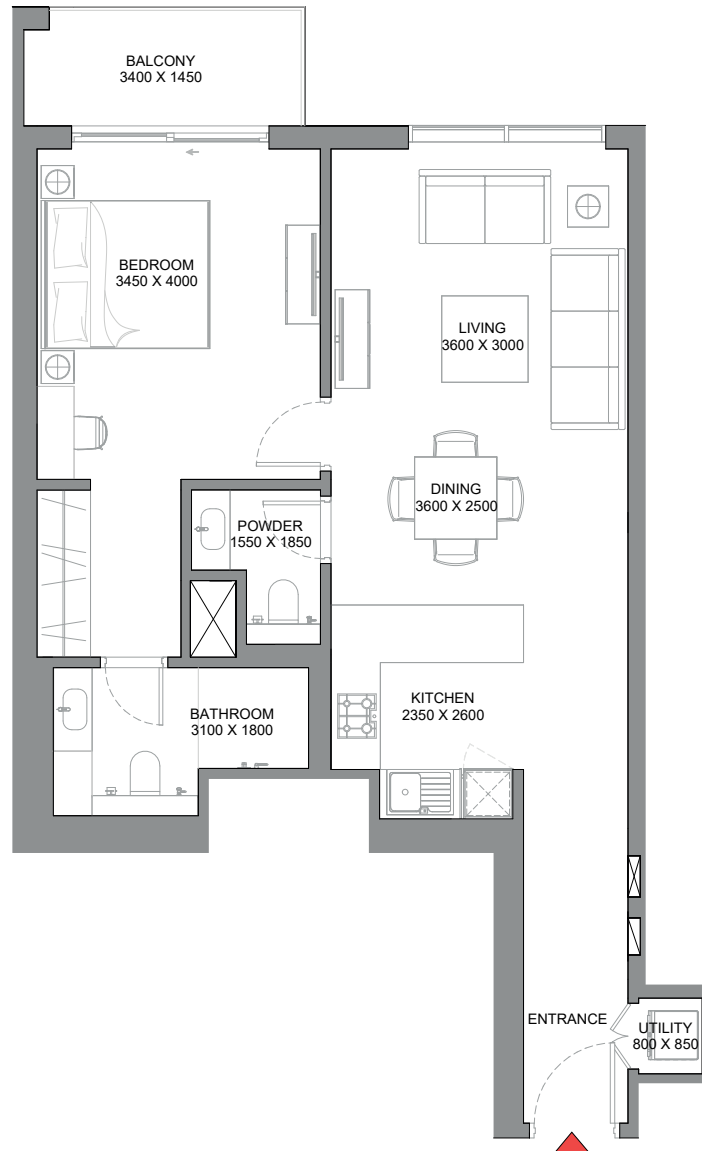 BALCONY
3400 X 1450
BEDROOM
3450 X 4000
LIVING
3600 X 3000
DINING
3600 X 2500
POWDER
1550 X 1850
KITCHEN
2350 X 2600
BATHROOM
3100 X 1800
ENTRANCE
UTILITY
800 X 850